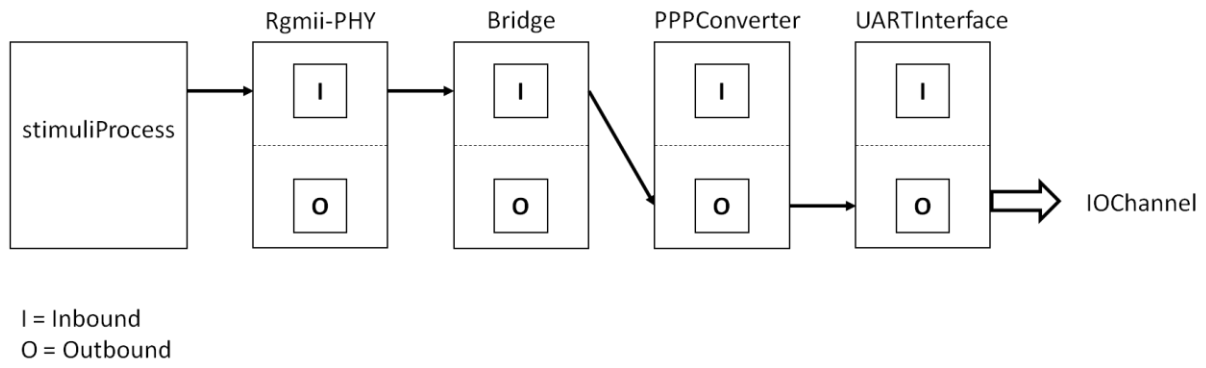 Rgmii-PHY Bridge PPPConverter UARTInterface
I I I I
stimuliProcess
O O O O
IOChannel
I = Inbound
O = Outbound